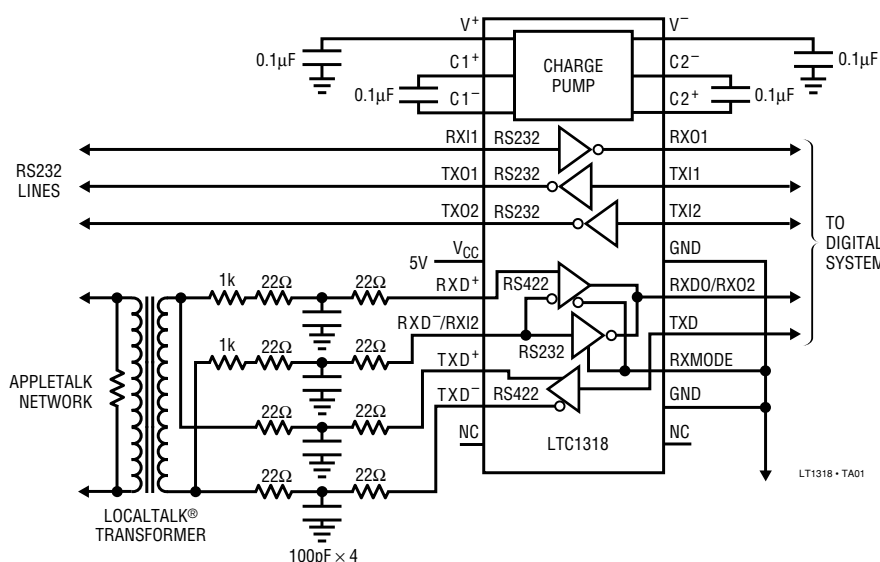 V+ V−
0.1µF C1+ CHARGE PUMP C2− 0.1µF
0.1µF C1− C2+ 0.1µF
RXI1 RS232 RXO1
RS232 LINES TXO1 RS232 TXI1
TXO2 RS232 TXI2
TO DIGITAL SYSTEM
VCC GND
5V
1k 22Ω 22Ω RXD+ RS422 RXDO/RXO2
1k 22Ω 22Ω RXD−/RXI2 RS232 TXD
APPLETALK NETWORK
22Ω 22Ω TXD+ RXMODE
22Ω 22Ω TXD− RS422 GND
NC LTC1318 NC
LT1318 • TA01
LOCALTALK®
TRANSFORMER
100pF × 4